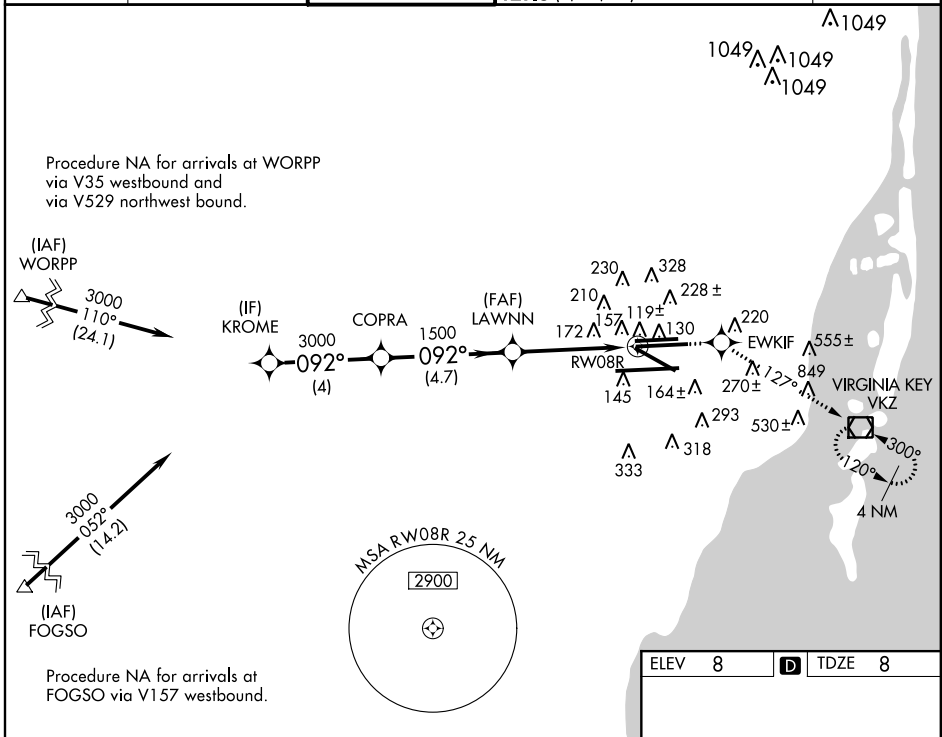 1049
1049
1049
1049
Procedure NA for arrivals at WORPP
via V35 westbound and
via V529 northwest bound.
(IAF)
WORPP
3000
110°
(24.1)
(IF)
KROME
3000
092°
(4)
COPRA
1500
092°
(4.7)
(FAF)
LAWNN
230
328
210
228±
172
157
119±
130
220
RW08R
EWKIF
555±
145
164±
270±
127°
849
VIRGINIA KEY
VKZ
293
530±
318
333
300°
120°
4 NM
3000
052°
(14.2)
(IAF)
FOGSO
MSA RW08R 25 NM
2900
Procedure NA for arrivals at
FOGSO via V157 westbound.
ELEV 8 D TDZE 8